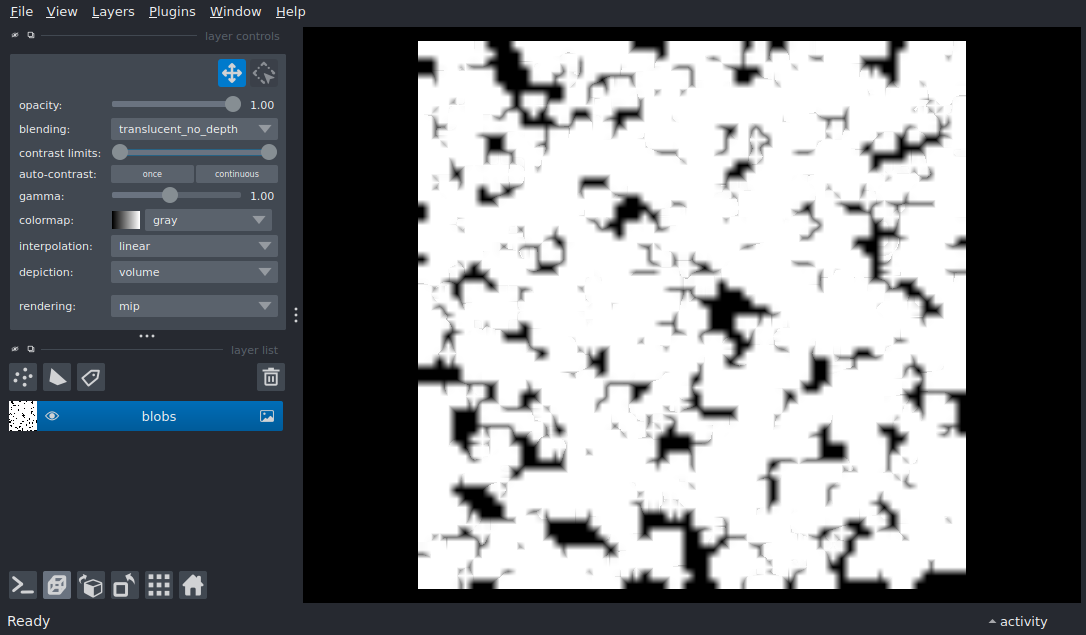 File View Layers Plugins Window Help
layer controls
opacity: 1.00
blending: translucent_no_depth
contrast limits:
auto-contrast: once continuous
gamma: 1.00
colormap: gray
interpolation: linear
depiction: volume
rendering: mip
layer list
blobs
Ready activity